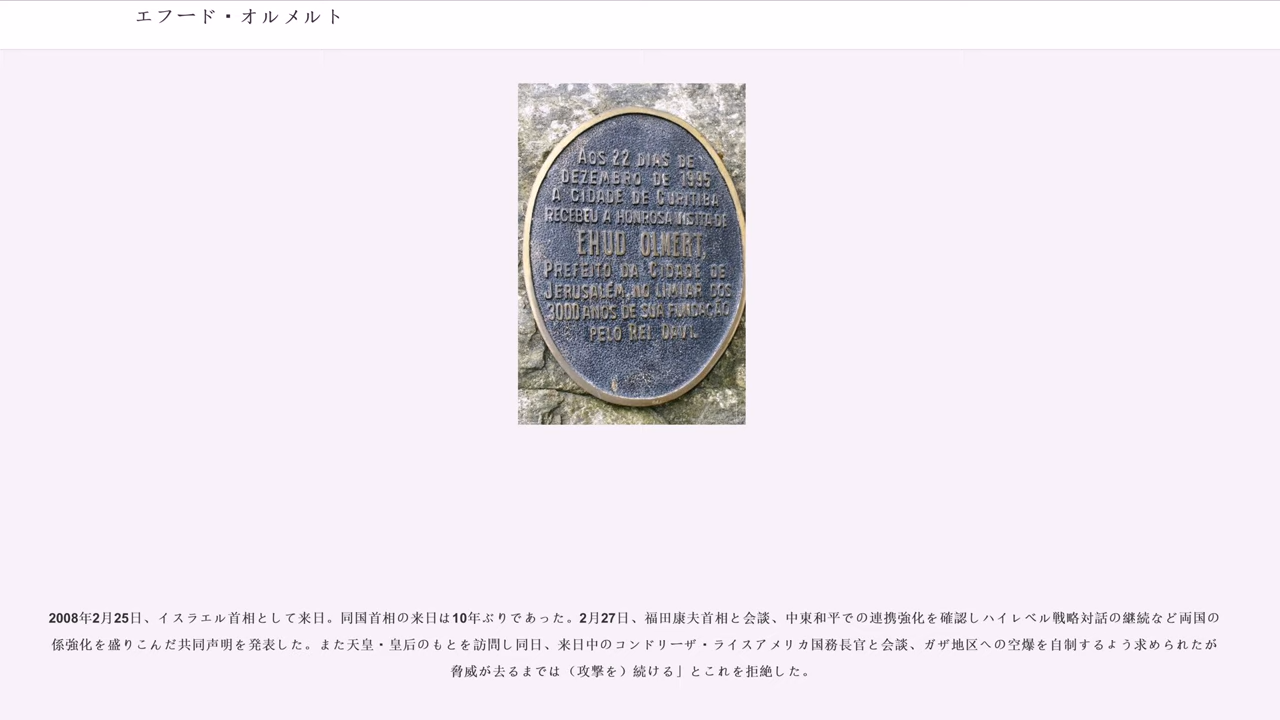 エフード・オルメルト
AOS 22 DIAS DE
DEZEMBRO DE 1995
A CIDADE DE CURITIBA
RECEBEU A HONROSA VISITA DE
EHUD OLMERT,
PREFEITO DA CIDADE DE
JERUSALÉM, NO LIMIAR DOS
3000 ANOS DE SUA FUNDAÇÃO
PELO REI DAVI.
2008年2月25日、イスラエル首相として来日。同国首相の来日は10年ぶりであった。2月27日、福田康夫首相と会談、中東和平での連携強化を確認しハイレベル戦略対話の継続など両国の
係強化を盛りこんだ共同声明を発表した。また天皇・皇后のもとを訪問し同日、来日中のコンドリーザ・ライスアメリカ国務長官と会談、ガザ地区への空爆を自制するよう求められたが
脅威が去るまでは（攻撃を）続ける」とこれを拒絶した。